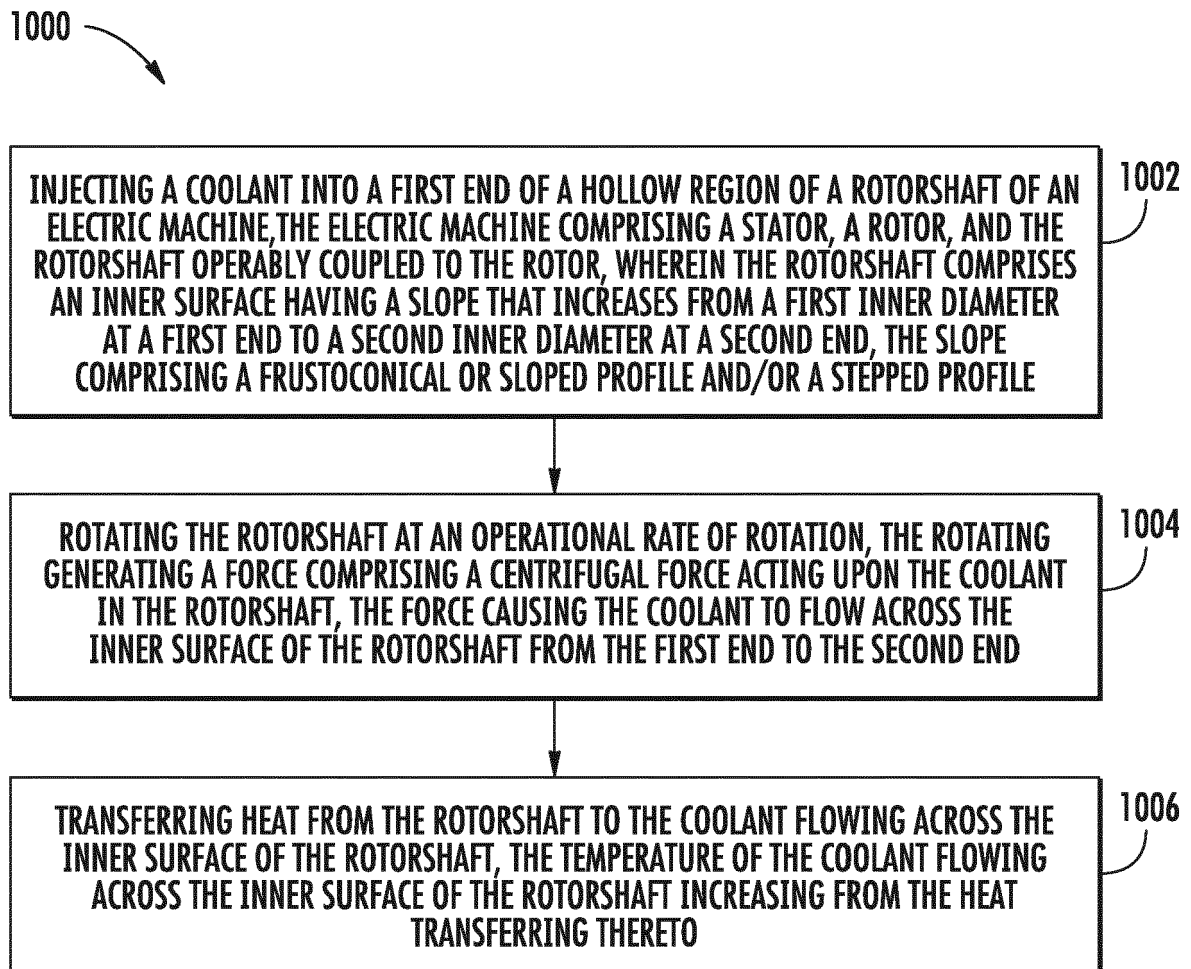 1000
INJECTING A COOLANT INTO A FIRST END OF A HOLLOW REGION OF A ROTORSHAFT OF AN
ELECTRIC MACHINE,THE ELECTRIC MACHINE COMPRISING A STATOR, A ROTOR, AND THE
ROTORSHAFT OPERABLY COUPLED TO THE ROTOR, WHEREIN THE ROTORSHAFT COMPRISES
AN INNER SURFACE HAVING A SLOPE THAT INCREASES FROM A FIRST INNER DIAMETER
AT A FIRST END TO A SECOND INNER DIAMETER AT A SECOND END, THE SLOPE
COMPRISING A FRUSTOCONICAL OR SLOPED PROFILE AND/OR A STEPPED PROFILE
1002
ROTATING THE ROTORSHAFT AT AN OPERATIONAL RATE OF ROTATION, THE ROTATING
GENERATING A FORCE COMPRISING A CENTRIFUGAL FORCE ACTING UPON THE COOLANT
IN THE ROTORSHAFT, THE FORCE CAUSING THE COOLANT TO FLOW ACROSS THE
INNER SURFACE OF THE ROTORSHAFT FROM THE FIRST END TO THE SECOND END
1004
TRANSFERRING HEAT FROM THE ROTORSHAFT TO THE COOLANT FLOWING ACROSS THE
INNER SURFACE OF THE ROTORSHAFT, THE TEMPERATURE OF THE COOLANT FLOWING
ACROSS THE INNER SURFACE OF THE ROTORSHAFT INCREASING FROM THE HEAT
TRANSFERRING THERETO
1006